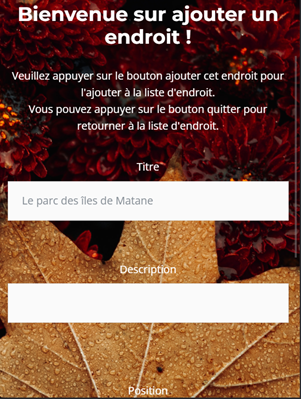 Bienvenue sur ajouter un
endroit !
Veuillez appuyer sur le bouton ajouter cet endroit pour
l'ajouter à la liste d'endroit.
Vous pouvez appuyer sur le bouton quitter pour
retourner à la liste d'endroit.
Titre
Le parc des îles de Matane
Description
Position